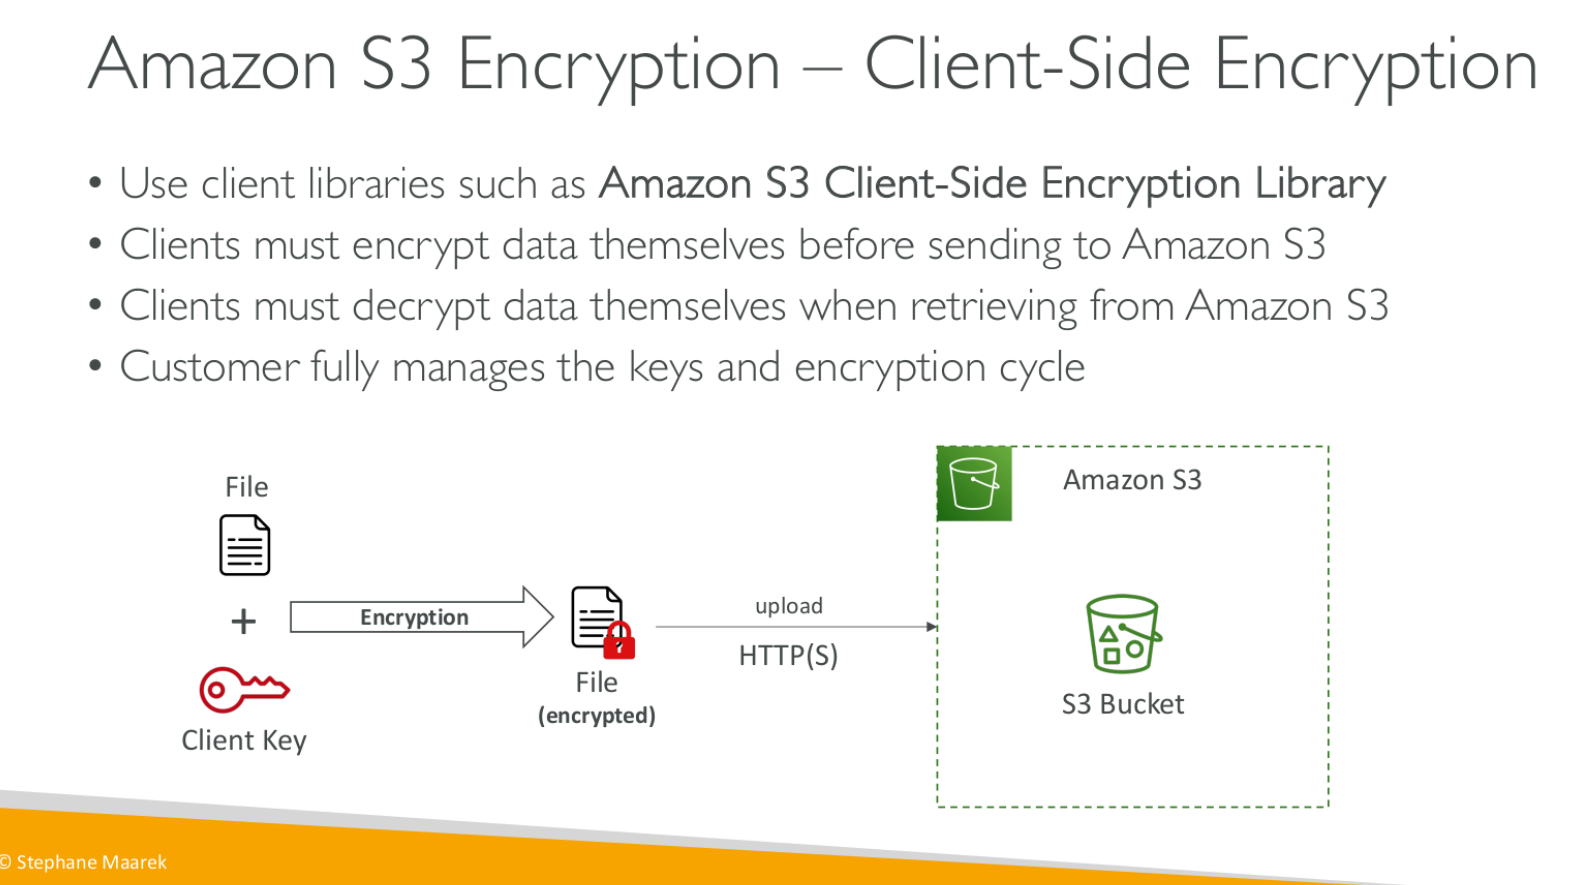 Amazon S3 Encryption – Client-Side Encryption
• Use client libraries such as Amazon S3 Client-Side Encryption Library
• Clients must encrypt data themselves before sending to Amazon S3
• Clients must decrypt data themselves when retrieving from Amazon S3
• Customer fully manages the keys and encryption cycle
File
+
Client Key
Encryption
File
(encrypted)
upload
HTTP(S)
Amazon S3
S3 Bucket
© Stephane Maarek